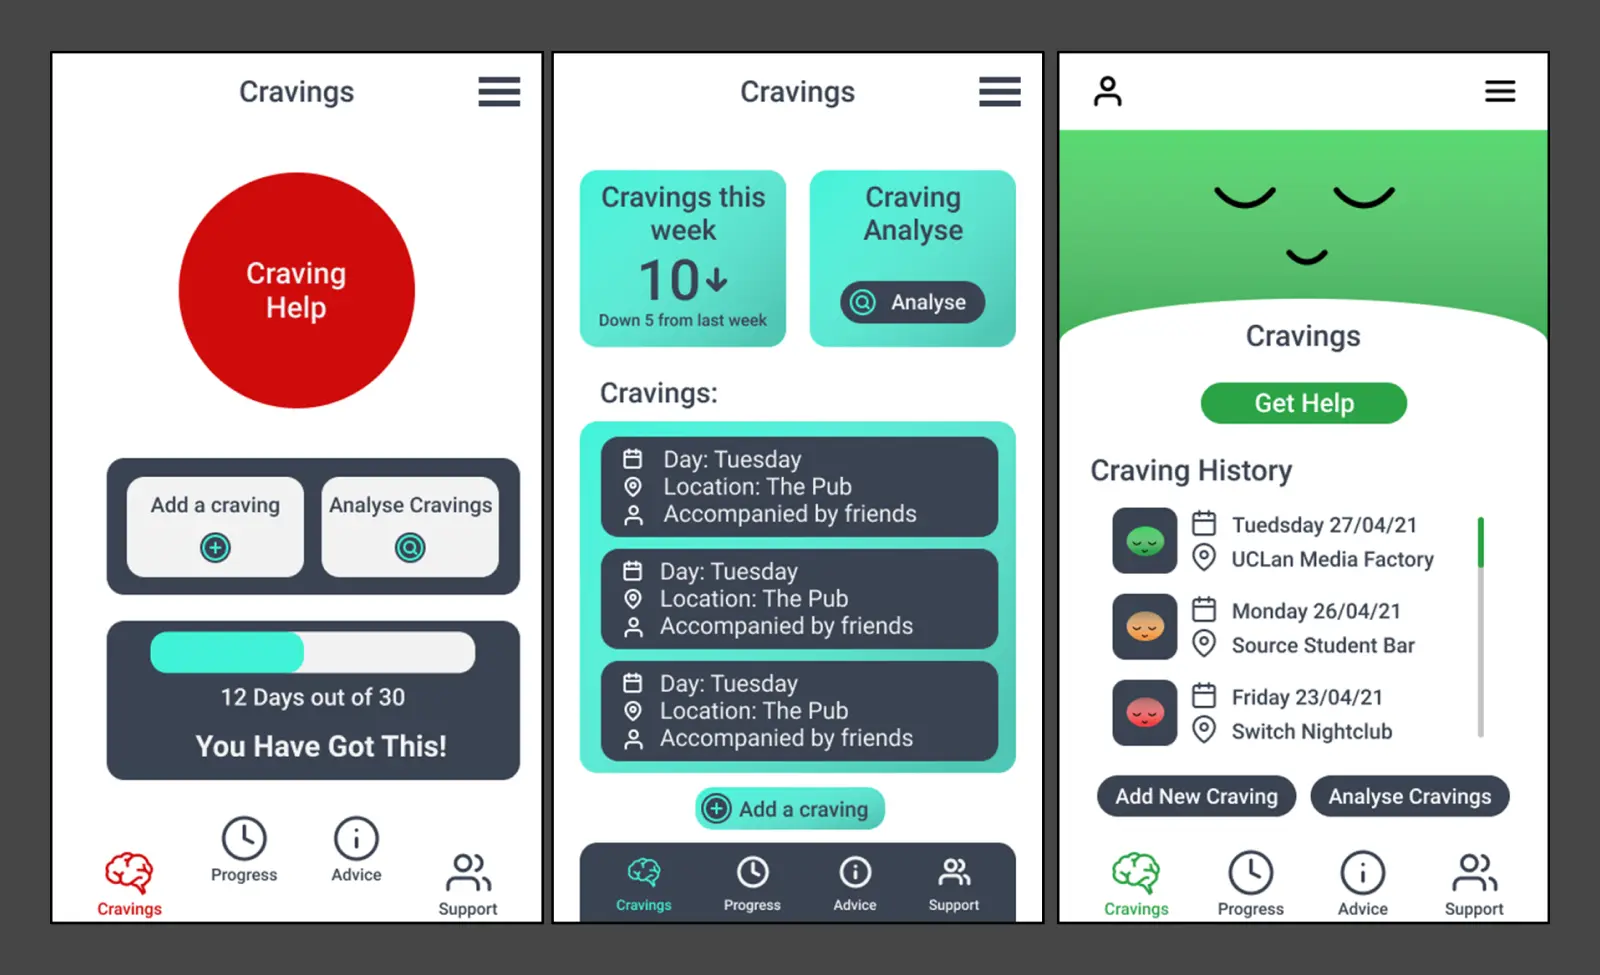 Cravings
Craving
Help
Add a craving
Analyse Cravings
12 Days out of 30
You Have Got This!
Cravings
Progress
Advice
Support
Cravings
Cravings this
week
10
Down 5 from last week
Craving
Analyse
Analyse
Cravings:
Day: Tuesday
Location: The Pub
Accompanied by friends
Day: Tuesday
Location: The Pub
Accompanied by friends
Day: Tuesday
Location: The Pub
Accompanied by friends
Add a craving
Cravings
Progress
Advice
Support
Cravings
Get Help
Craving History
Tuedsday 27/04/21
UCLan Media Factory
Monday 26/04/21
Source Student Bar
Friday 23/04/21
Switch Nightclub
Add New Craving
Analyse Cravings
Cravings
Progress
Advice
Support